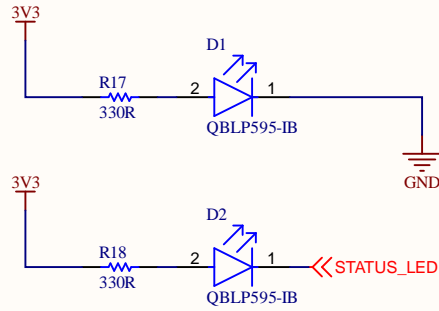 3V3
D1
R17
2
1
330R
QBLP595-IB
GND
3V3
D2
R18
2
1
STATUS_LED
330R
QBLP595-IB